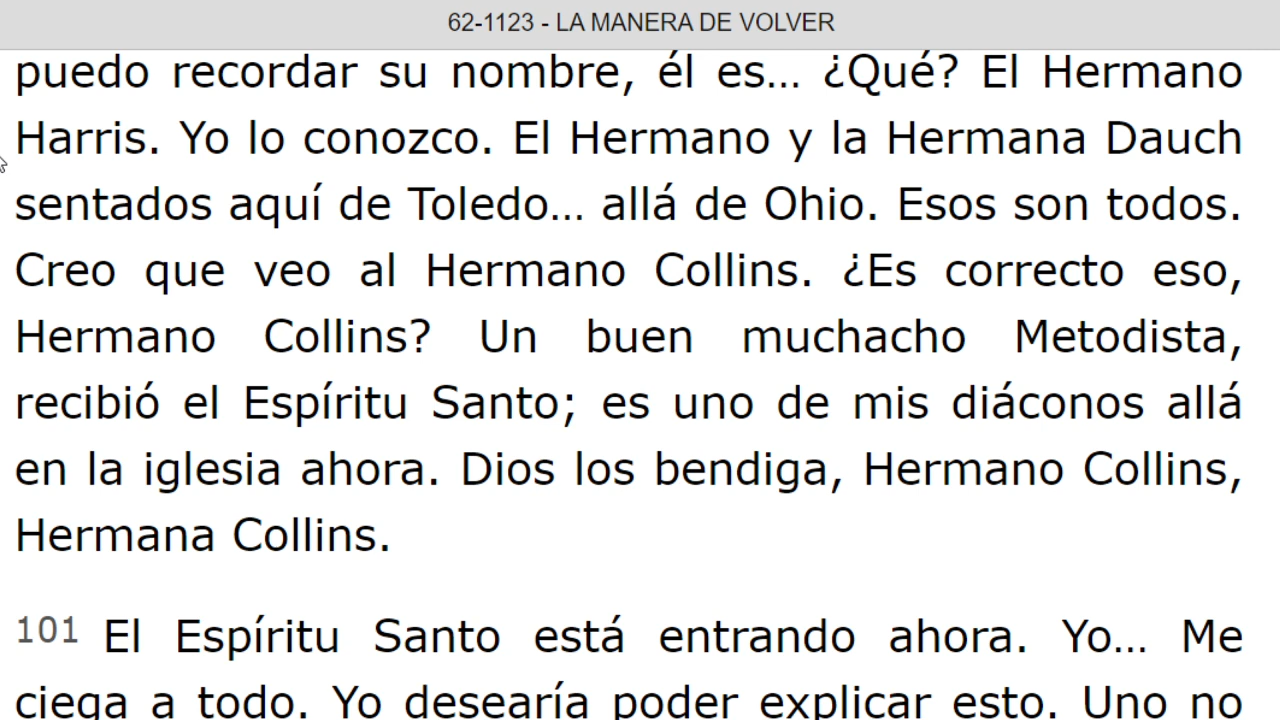 62-1123 - LA MANERA DE VOLVER
puedo recordar su nombre, él es… ¿Qué? El Hermano
Harris. Yo lo conozco. El Hermano y la Hermana Dauch
sentados aquí de Toledo… allá de Ohio. Esos son todos.
Creo que veo al Hermano Collins. ¿Es correcto eso,
Hermano Collins? Un buen muchacho Metodista,
recibió el Espíritu Santo; es uno de mis diáconos allá
en la iglesia ahora. Dios los bendiga, Hermano Collins,
Hermana Collins.
101 El Espíritu Santo está entrando ahora. Yo… Me
ciega a todo. Yo desearía poder explicar esto. Uno no